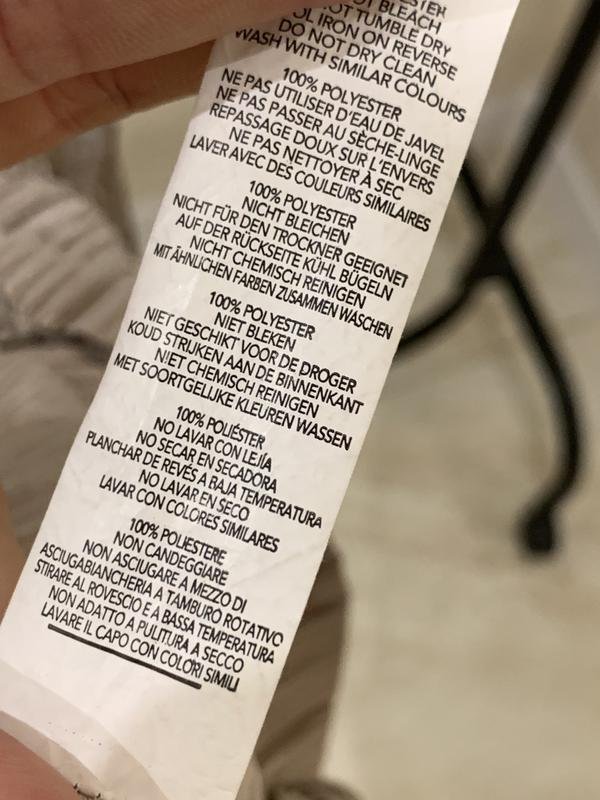 OT BLEACH
OT TUMBLE DRY
OL IRON ON REVERSE
DO NOT DRY CLEAN
WASH WITH SIMILAR COLOURS
100% POLYESTER
NE PAS UTILISER D'EAU DE JAVEL
NE PAS PASSER AU SÈCHE-LINGE
REPASSAGE DOUX SUR L'ENVERS
NE PAS NETTOYER À SEC
LAVER AVEC DES COULEURS SIMILAIRES
100% POLYESTER
NICHT BLEICHEN
NICHT FÜR DEN TROCKNER GEEIGNET
AUF DER RÜCKSEITE KÜHL BÜGELN
NICHT CHEMISCH REINIGEN
MIT ÄHNLICHEN FARBEN ZUSAMMEN WASCHEN
100% POLYESTER
NIET BLEKEN
NIET GESCHIKT VOOR DE DROGER
KOUD STRIJKEN AAN DE BINNENKANT
NIET CHEMISCH REINIGEN
MET SOORTGELIJKE KLEUREN WASSEN
100% POLIÉSTER
NO LAVAR CON LEJÍA
NO SECAR EN SECADORA
PLANCHAR DE REVÉS A BAJA TEMPERATURA
NO LAVAR EN SECO
LAVAR CON COLORES SIMILARES
100% POLIESTERE
NON CANDEGGIARE
NON ASCIUGARE A MEZZO DI
ASCIUGABIANCHERIA A TAMBURO ROTATIVO
STIRARE AL ROVESCIO E A BASSA TEMPERATURA
NON ADATTO A PULITURA A SECCO
LAVARE IL CAPO CON COLORI SIMILI